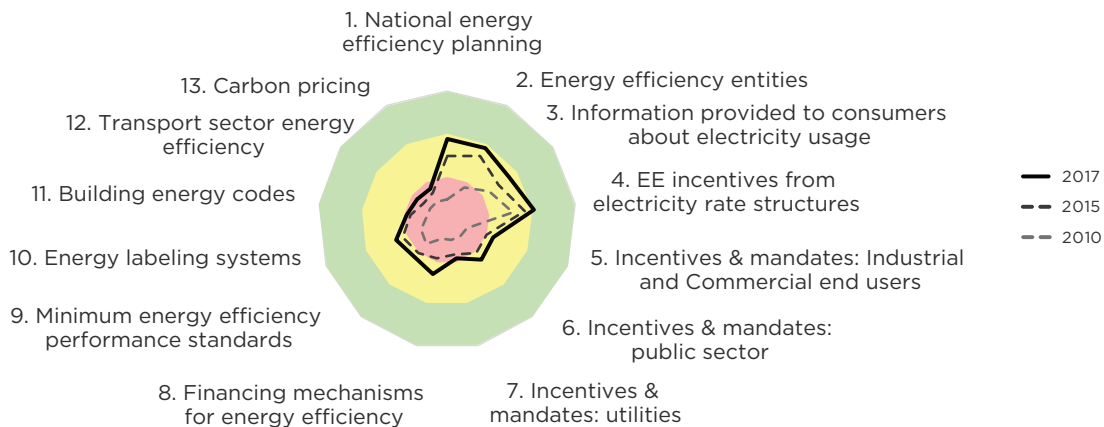 1. National energy
efficiency planning
2. Energy efficiency entities
3. Information provided to consumers
about electricity usage
4. EE incentives from
electricity rate structures
5. Incentives & mandates: Industrial
and Commercial end users
6. Incentives & mandates:
public sector
7. Incentives &
mandates: utilities
8. Financing mechanisms
for energy efficiency
9. Minimum energy efficiency
performance standards
10. Energy labeling systems
11. Building energy codes
12. Transport sector energy
efficiency
13. Carbon pricing
2017
2015
2010